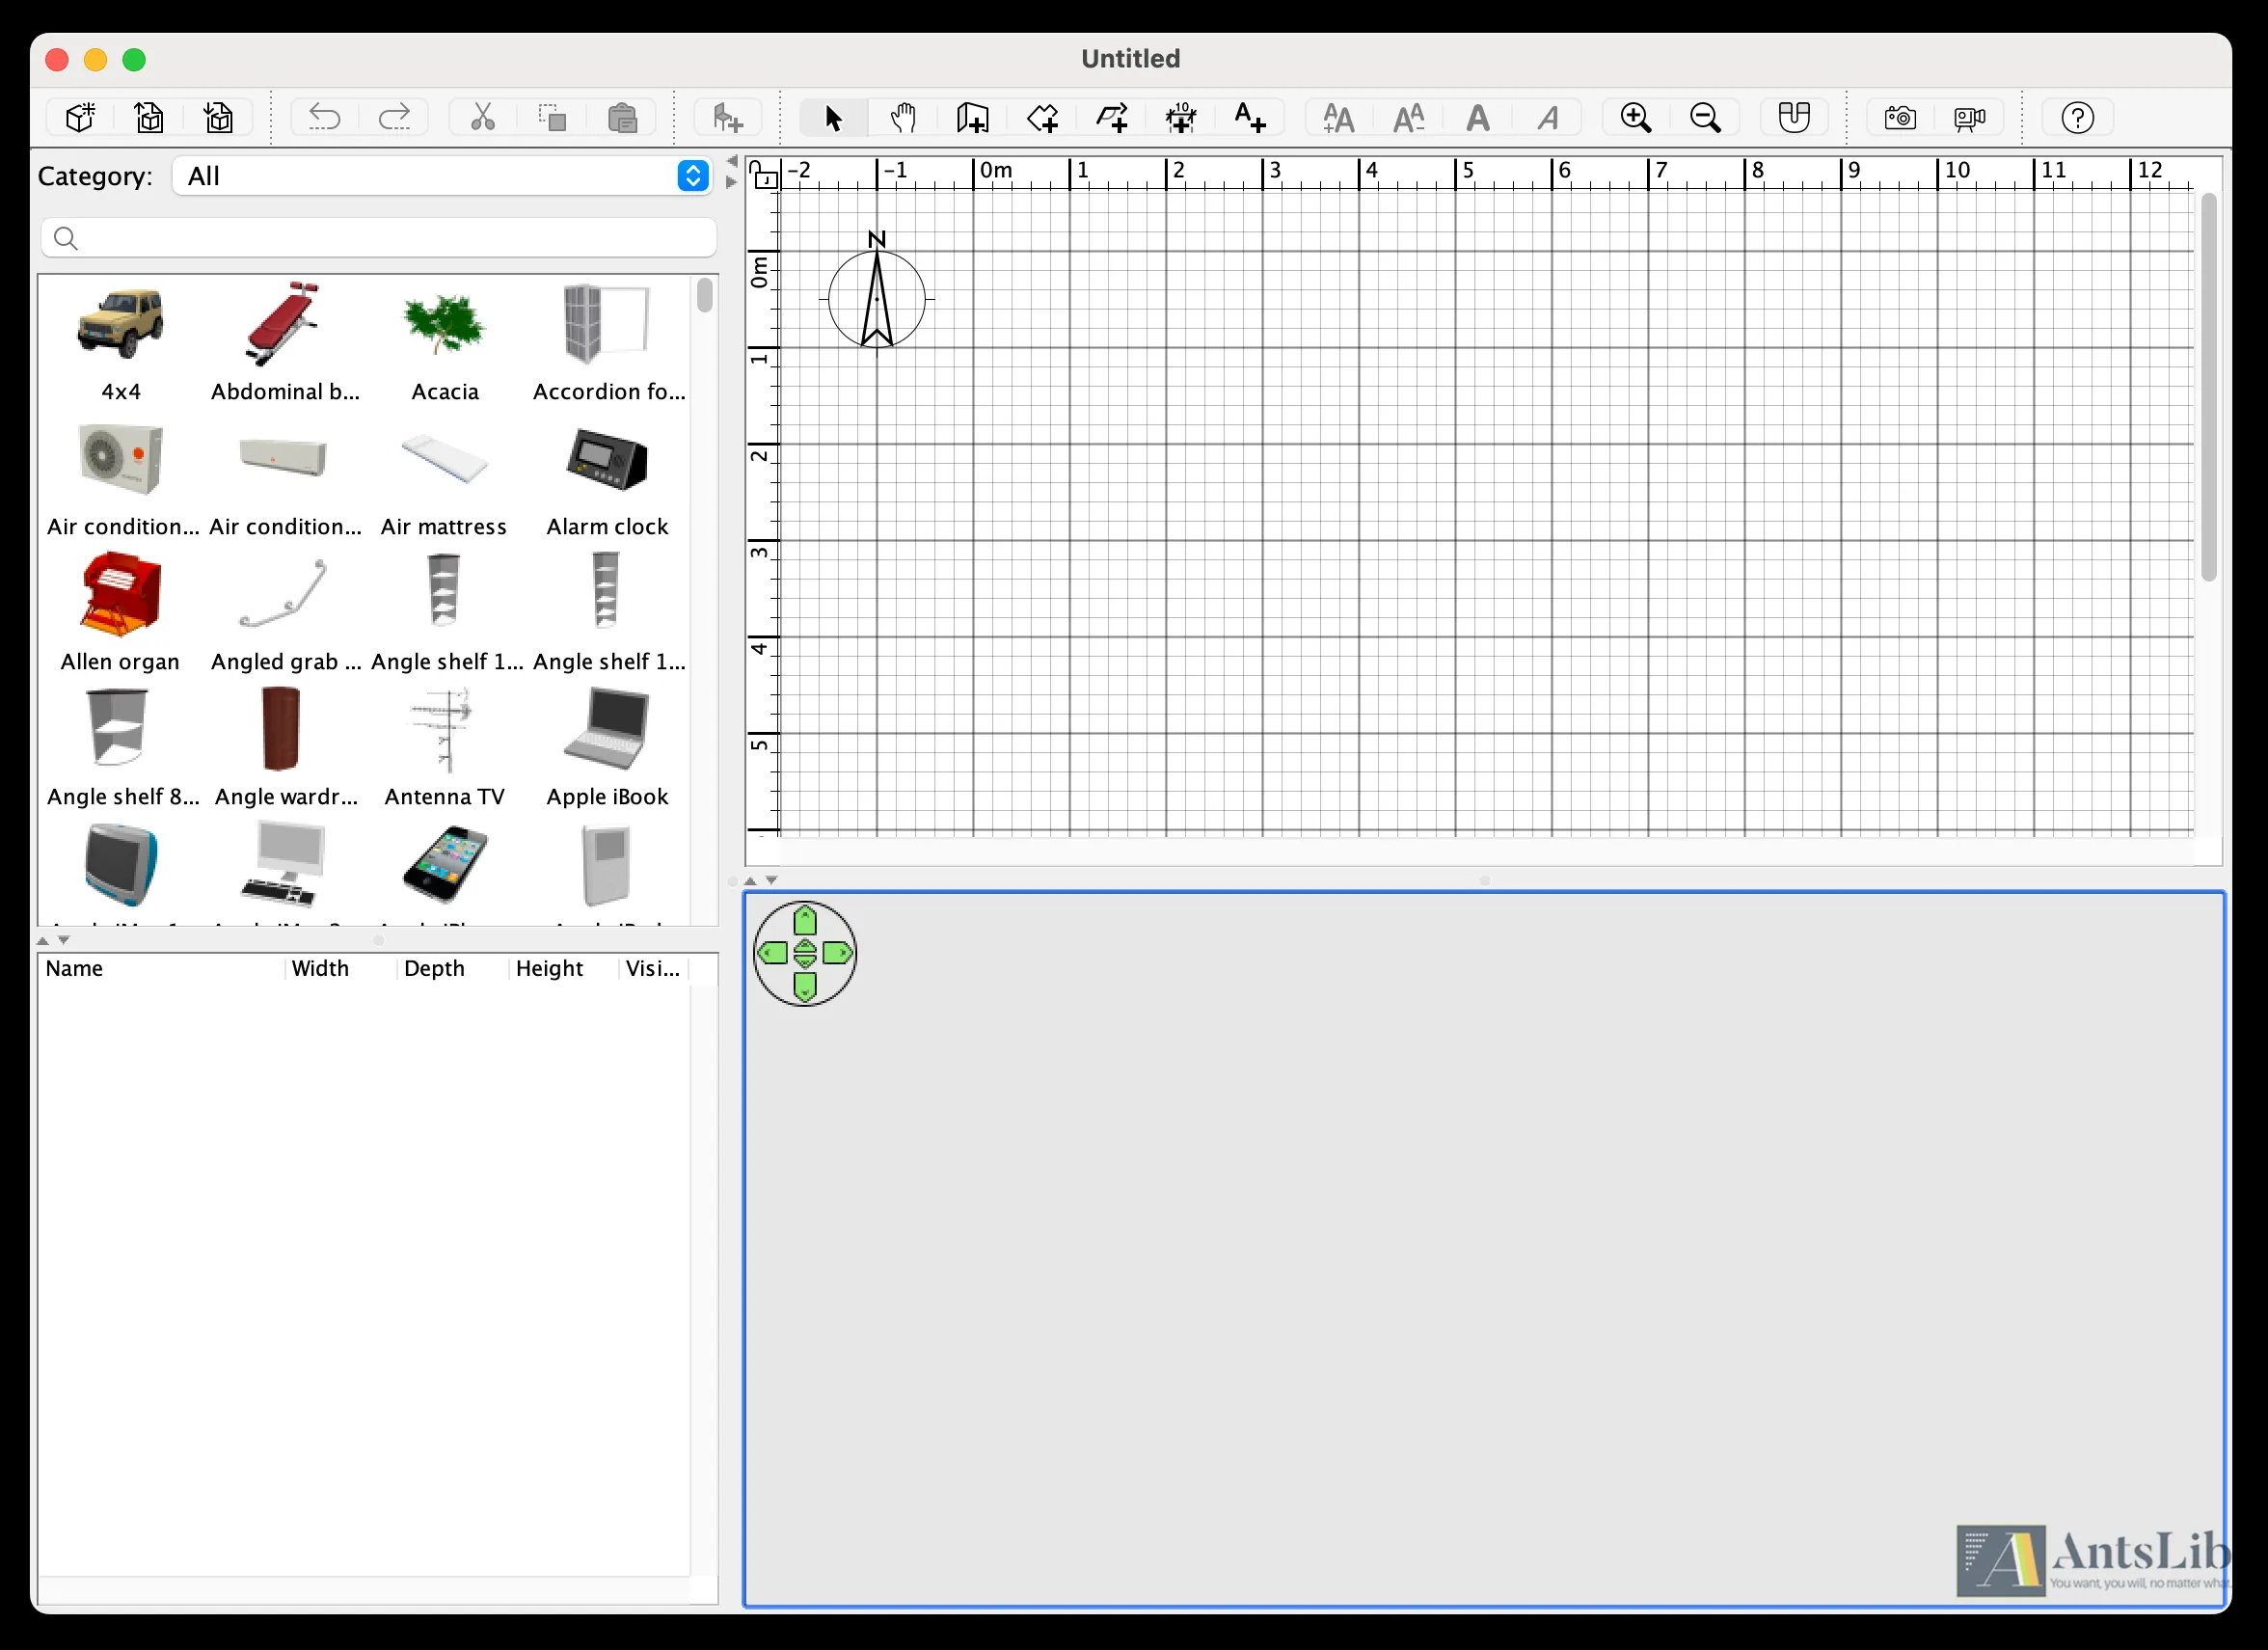 Untitled
Category: All
-2 -1 0m 1 2 3 4 5 6 7 8 9 10 11 12
10
N
0m
1
2
3
4
5
4x4 Abdominal b... Acacia Accordion fo...
Air condition... Air condition... Air mattress Alarm clock
Allen organ Angled grab ... Angle shelf 1... Angle shelf 1...
Angle shelf 8... Angle wardr... Antenna TV Apple iBook
Name Width Depth Height Visi...
AntsLib
You want, you will, no matter what